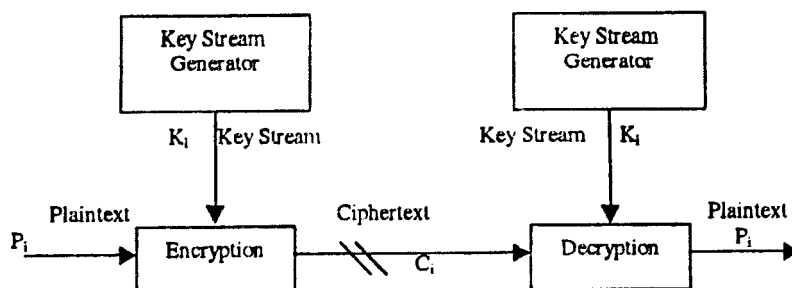 Key Stream
Generator
Key Stream
Generator
K_i Key Stream
Key Stream K_i
Plaintext
P_i
Encryption
Ciphertext
C_i
Decryption
Plaintext
P_i